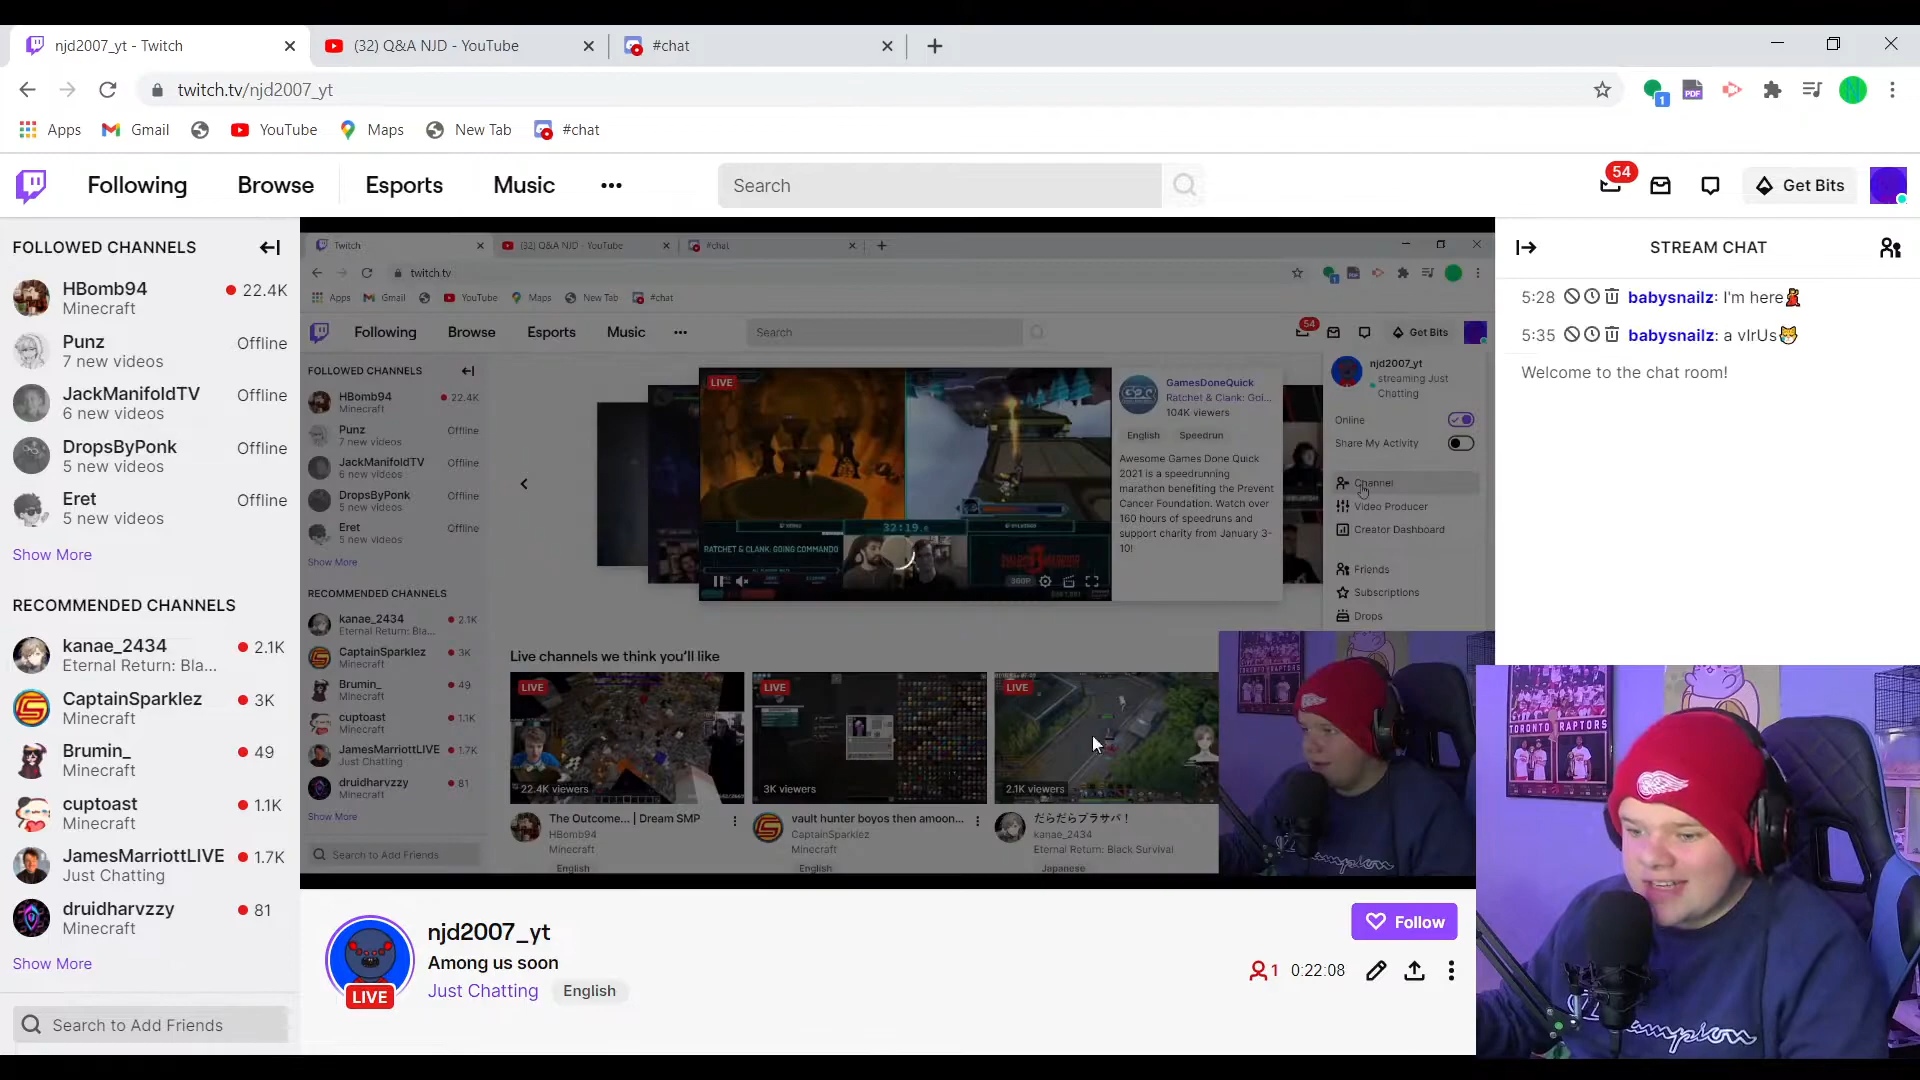 njd2007_yt - Twitch
(32) Q&A NJD - YouTube
#chat
twitch.tv/njd2007_yt
1
PDF
Apps
Gmail
YouTube
Maps
New Tab
#chat
Following
Browse
Esports
Music
Search
54
Get Bits
FOLLOWED CHANNELS
HBomb94
22.4K
Minecraft
Punz
Offline
7 new videos
JackManifoldTV
Offline
6 new videos
DropsByPonk
Offline
5 new videos
Eret
Offline
5 new videos
Show More
RECOMMENDED CHANNELS
kanae_2434
2.1K
Eternal Return: Bla...
CaptainSparklez
3K
Minecraft
Brumin_
49
Minecraft
cuptoast
1.1K
Minecraft
JamesMarriottLIVE
1.7K
Just Chatting
druidharvzzy
81
Minecraft
Show More
Search to Add Friends
Twitch
(32) Q&A NJD - YouTube
#chat
twitch.tv
Apps
Gmail
YouTube
Maps
New Tab
#chat
Following
Browse
Esports
Music
Search
54
Get Bits
FOLLOWED CHANNELS
HBomb94
22.4K
Minecraft
Punz
Offline
7 new videos
JackManifoldTV
Offline
6 new videos
DropsByPonk
Offline
5 new videos
Eret
Offline
5 new videos
Show More
RECOMMENDED CHANNELS
kanae_2434
2.1K
Eternal Return: Bla...
CaptainSparklez
3K
Minecraft
Brumin_
49
Minecraft
cuptoast
1.1K
Minecraft
JamesMarriottLIVE
1.7K
Just Chatting
druidharvzzy
81
Minecraft
Show More
Search to Add Friends
LIVE
32:19
RATCHET & CLANK: GOING COMMANDO
GamesDoneQuick
Ratchet & Clank: Goi...
104K viewers
English
Speedrun
Awesome Games Done Quick
2021 is a speedrunning
marathon benefiting the Prevent
Cancer Foundation. Watch over
160 hours of speedruns and
support charity from January 3-
10!
njd2007_yt
streaming Just
Chatting
Online
Share My Activity
Channel
Video Producer
Creator Dashboard
Friends
Subscriptions
Drops
Live channels we think you'll like
LIVE
22.4K viewers
The Outcome... | Dream SMP
HBomb94
Minecraft
English
LIVE
3K viewers
vault hunter boyos then amoon...
CaptainSparklez
Minecraft
English
LIVE
2.1K viewers
だらだらブラサバ！
kanae_2434
Eternal Return: Black Survival
Japanese
STREAM CHAT
5:28 babysnailz: I'm here
5:35 babysnailz: a vIrUs
Welcome to the chat room!
TORONTO RAPTORS
Champion
RAPTORS
Champion
njd2007_yt
Among us soon
Just Chatting
English
LIVE
Follow
1
0:22:08